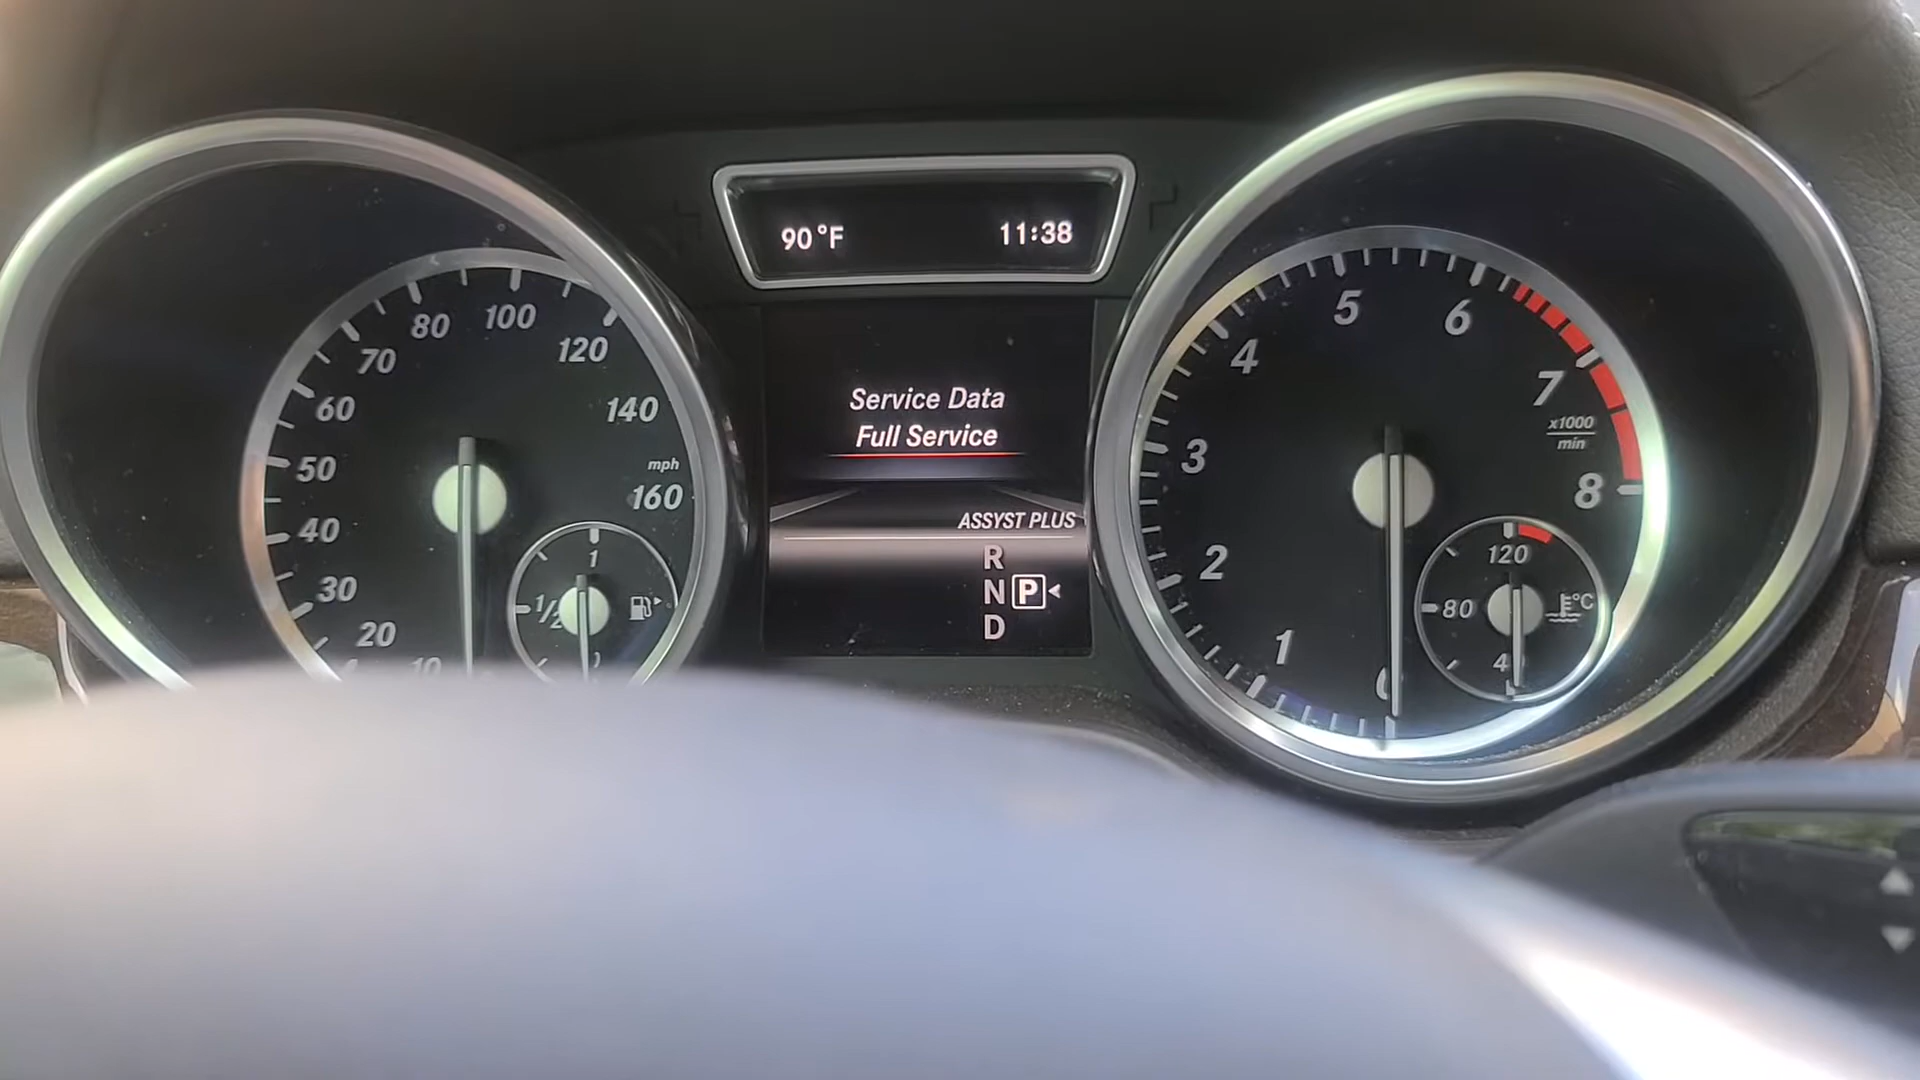 90°F 11:38
Service Data
Full Service
ASSYST PLUS
R
N P
D
20
30
40
50
60
70
80
100
120
140
mph
160
1
1/2
1
2
3
4
5
6
7
x1000
min
8
120
80 °C